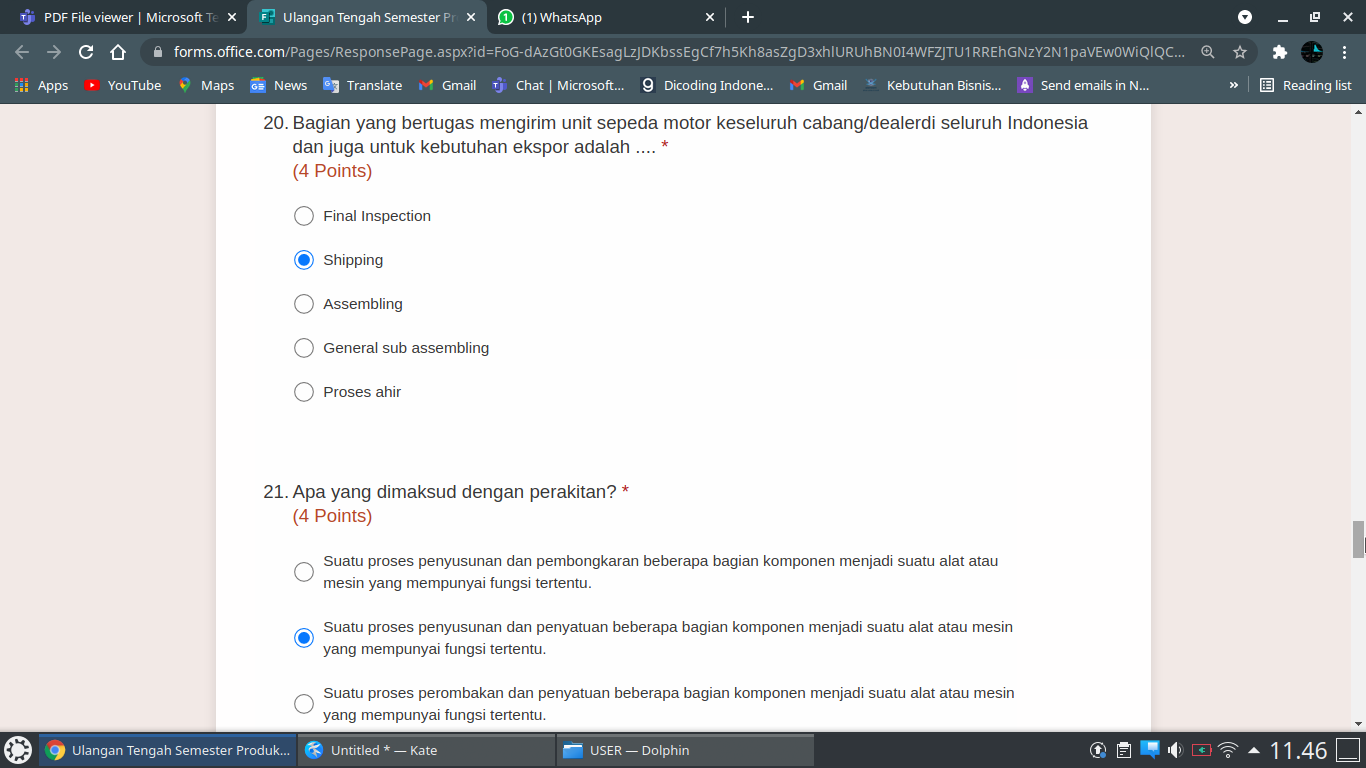 PDF File viewer | Microsoft Te
Ulangan Tengah Semester Pr
(1) WhatsApp
forms.office.com/Pages/ResponsePage.aspx?id=FoG-dAzGt0GKEsagLzJDKbssEgCf7h5Kh8asZgD3xhlURUhBN0I4WFZJTU1RREhGNzY2N1paVEw0WiQlQC...
Apps
YouTube
Maps
News
Translate
Gmail
Chat | Microsoft...
Dicoding Indone...
Gmail
Kebutuhan Bisnis...
Send emails in N...
»
Reading list
20. Bagian yang bertugas mengirim unit sepeda motor keseluruh cabang/dealerdi seluruh Indonesia
dan juga untuk kebutuhan ekspor adalah .... *
(4 Points)
Final Inspection
Shipping
Assembling
General sub assembling
Proses ahir
21. Apa yang dimaksud dengan perakitan? *
(4 Points)
Suatu proses penyusunan dan pembongkaran beberapa bagian komponen menjadi suatu alat atau
mesin yang mempunyai fungsi tertentu.
Suatu proses penyusunan dan penyatuan beberapa bagian komponen menjadi suatu alat atau mesin
yang mempunyai fungsi tertentu.
Suatu proses perombakan dan penyatuan beberapa bagian komponen menjadi suatu alat atau mesin
yang mempunyai fungsi tertentu.
Ulangan Tengah Semester Produk...
Untitled * — Kate
USER — Dolphin
11.46